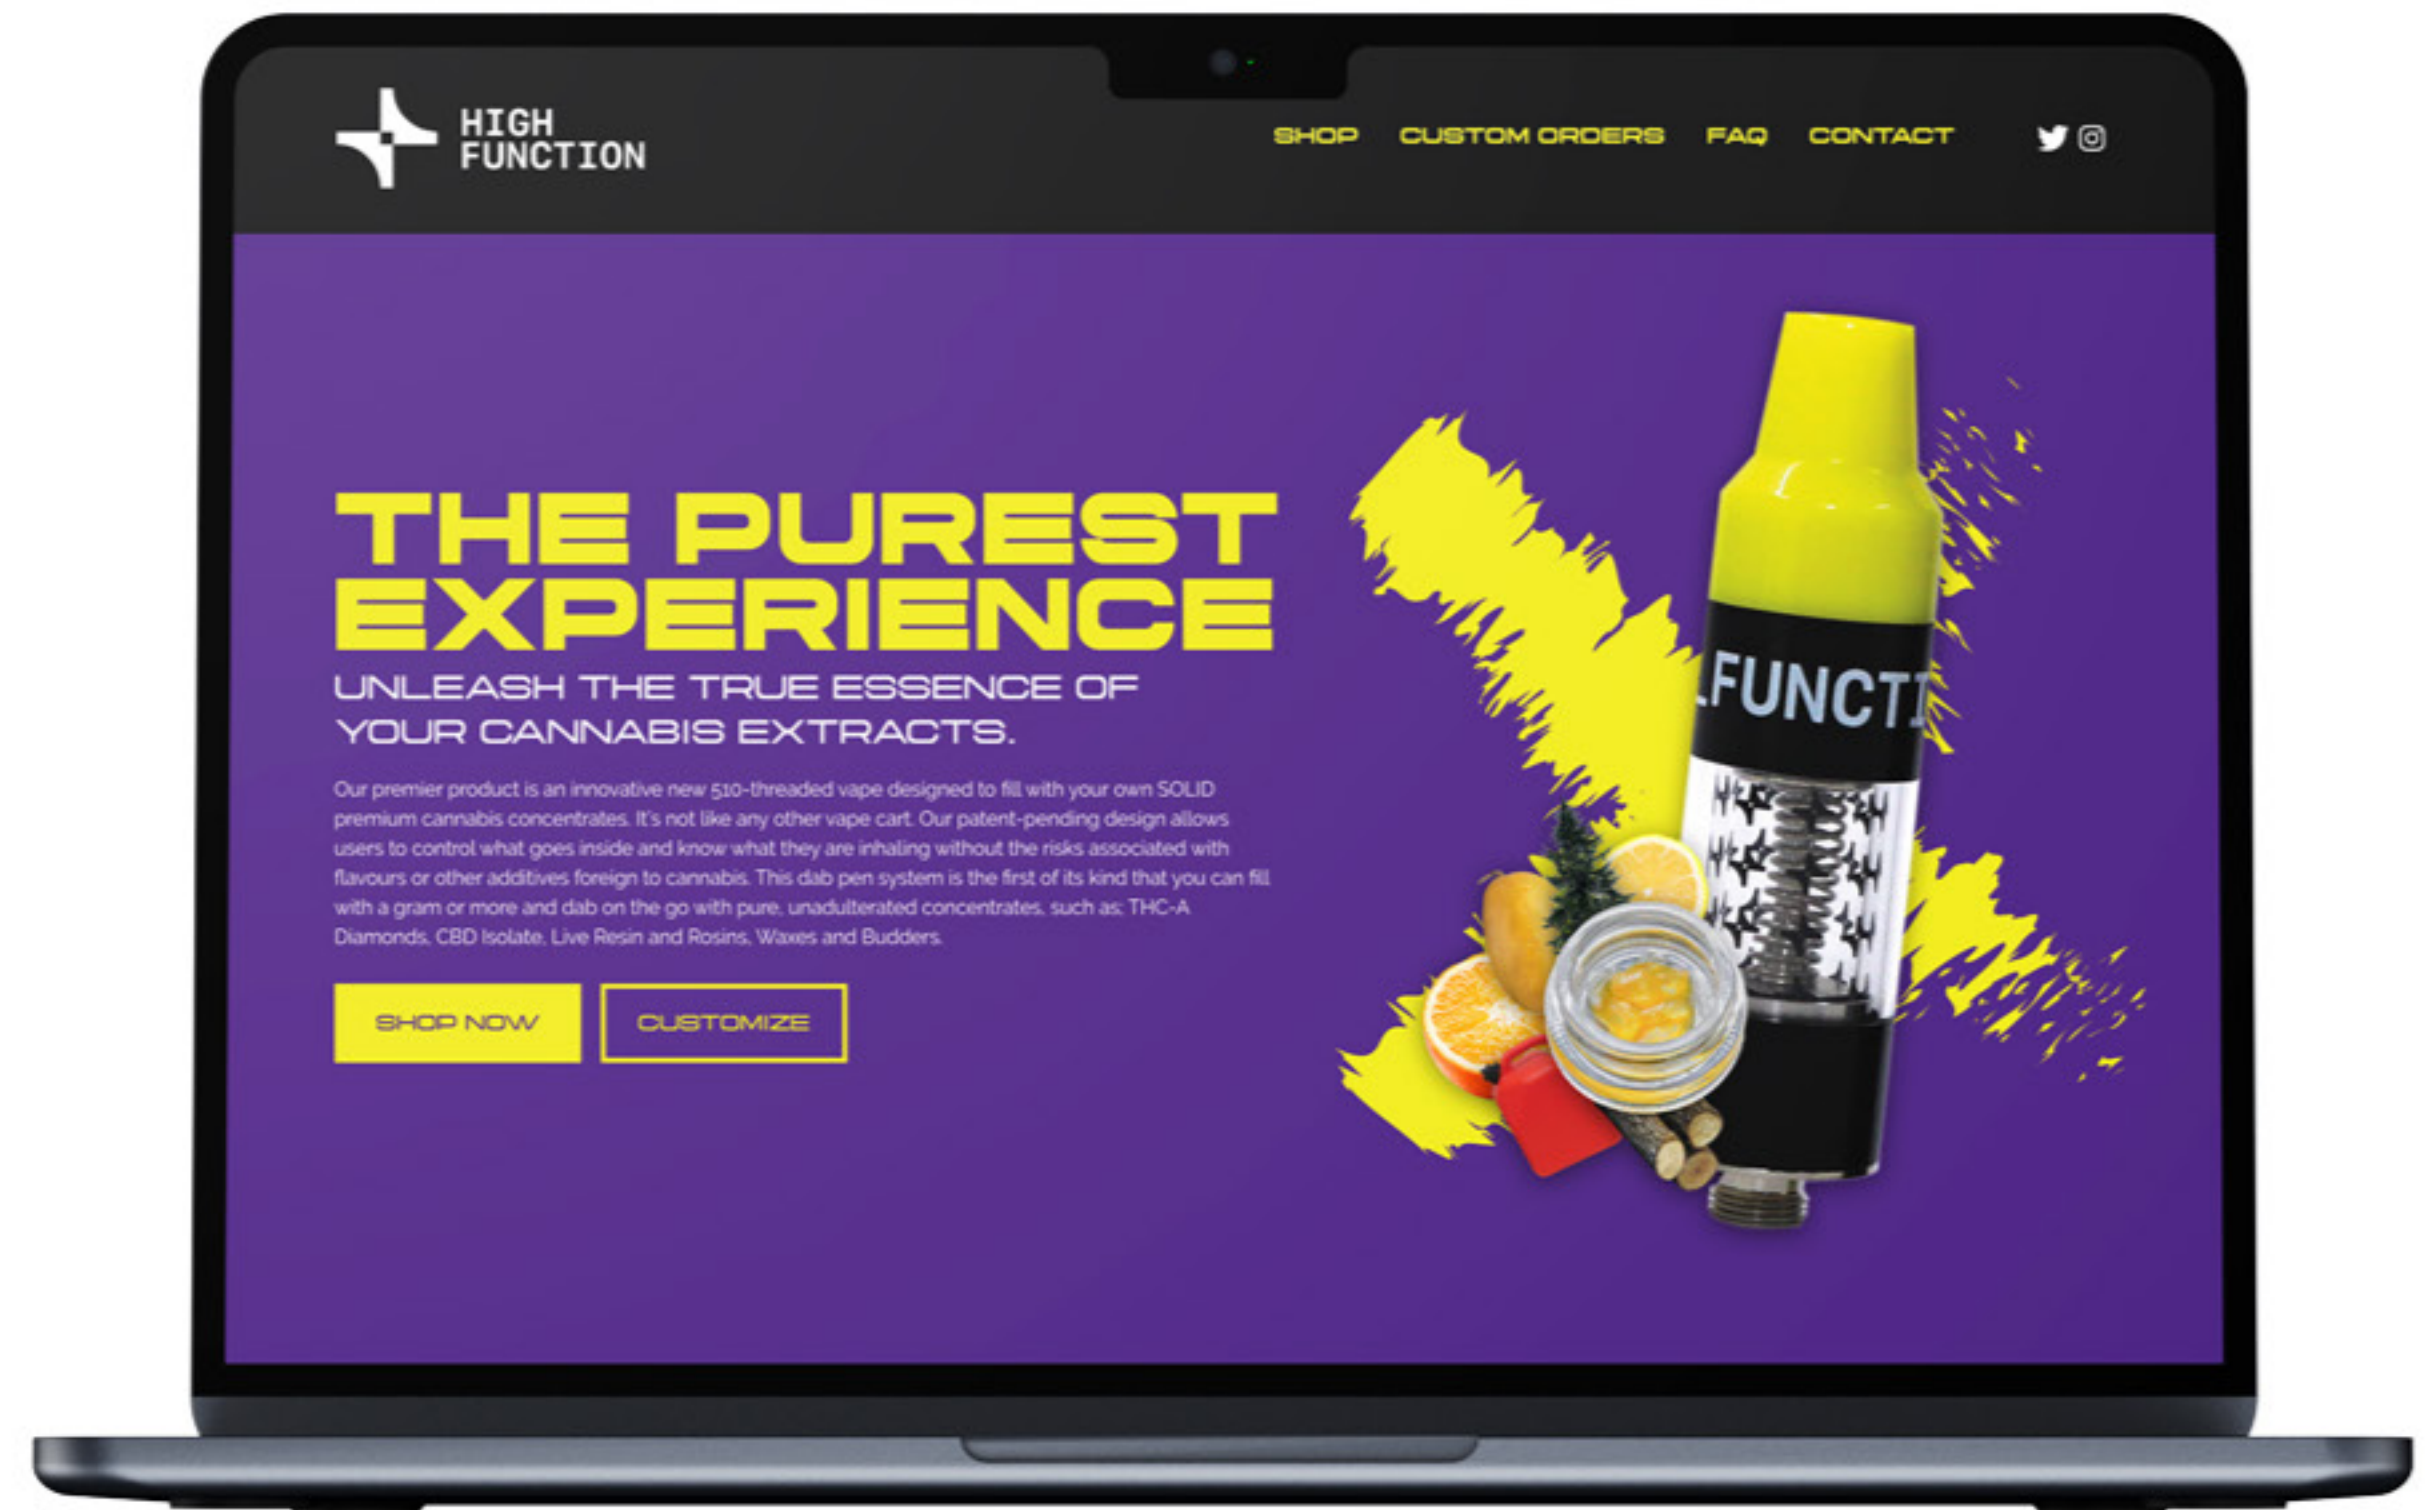 HIGH
FUNCTION
SHOP CUSTOM ORDERS FAQ CONTACT
THE PUREST
EXPERIENCE
UNLEASH THE TRUE ESSENCE OF
YOUR CANNABIS EXTRACTS.
Our premier product is an innovative new 510-threaded vape designed to fill with your own SOLID
premium cannabis concentrates. It's not like any other vape cart. Our patent-pending design allows
users to control what goes inside and know what they are inhaling without the risks associated with
flavours or other additives foreign to cannabis. This dab pen system is the first of its kind that you can fill
with a gram or more and dab on the go with pure, unadulterated concentrates, such as; THC-A
Diamonds, CBD Isolate, Live Resin and Rosins, Waxes and Budders.
SHOP NOW CUSTOMIZE
LFUNCTI